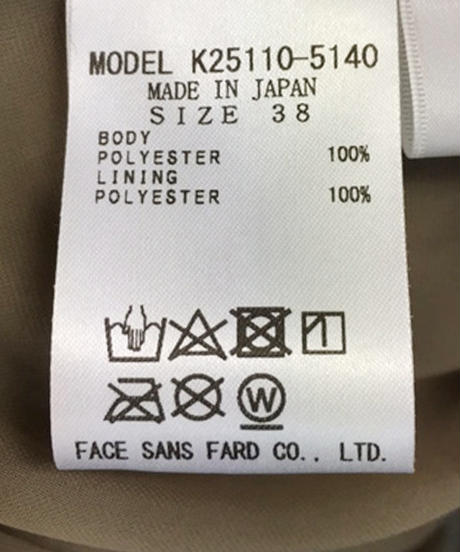 MODEL K25110-5140
MADE IN JAPAN
SIZE 38
BODY
POLYESTER 100%
LINING
POLYESTER 100%
W
FACE SANS FARD CO., LTD.